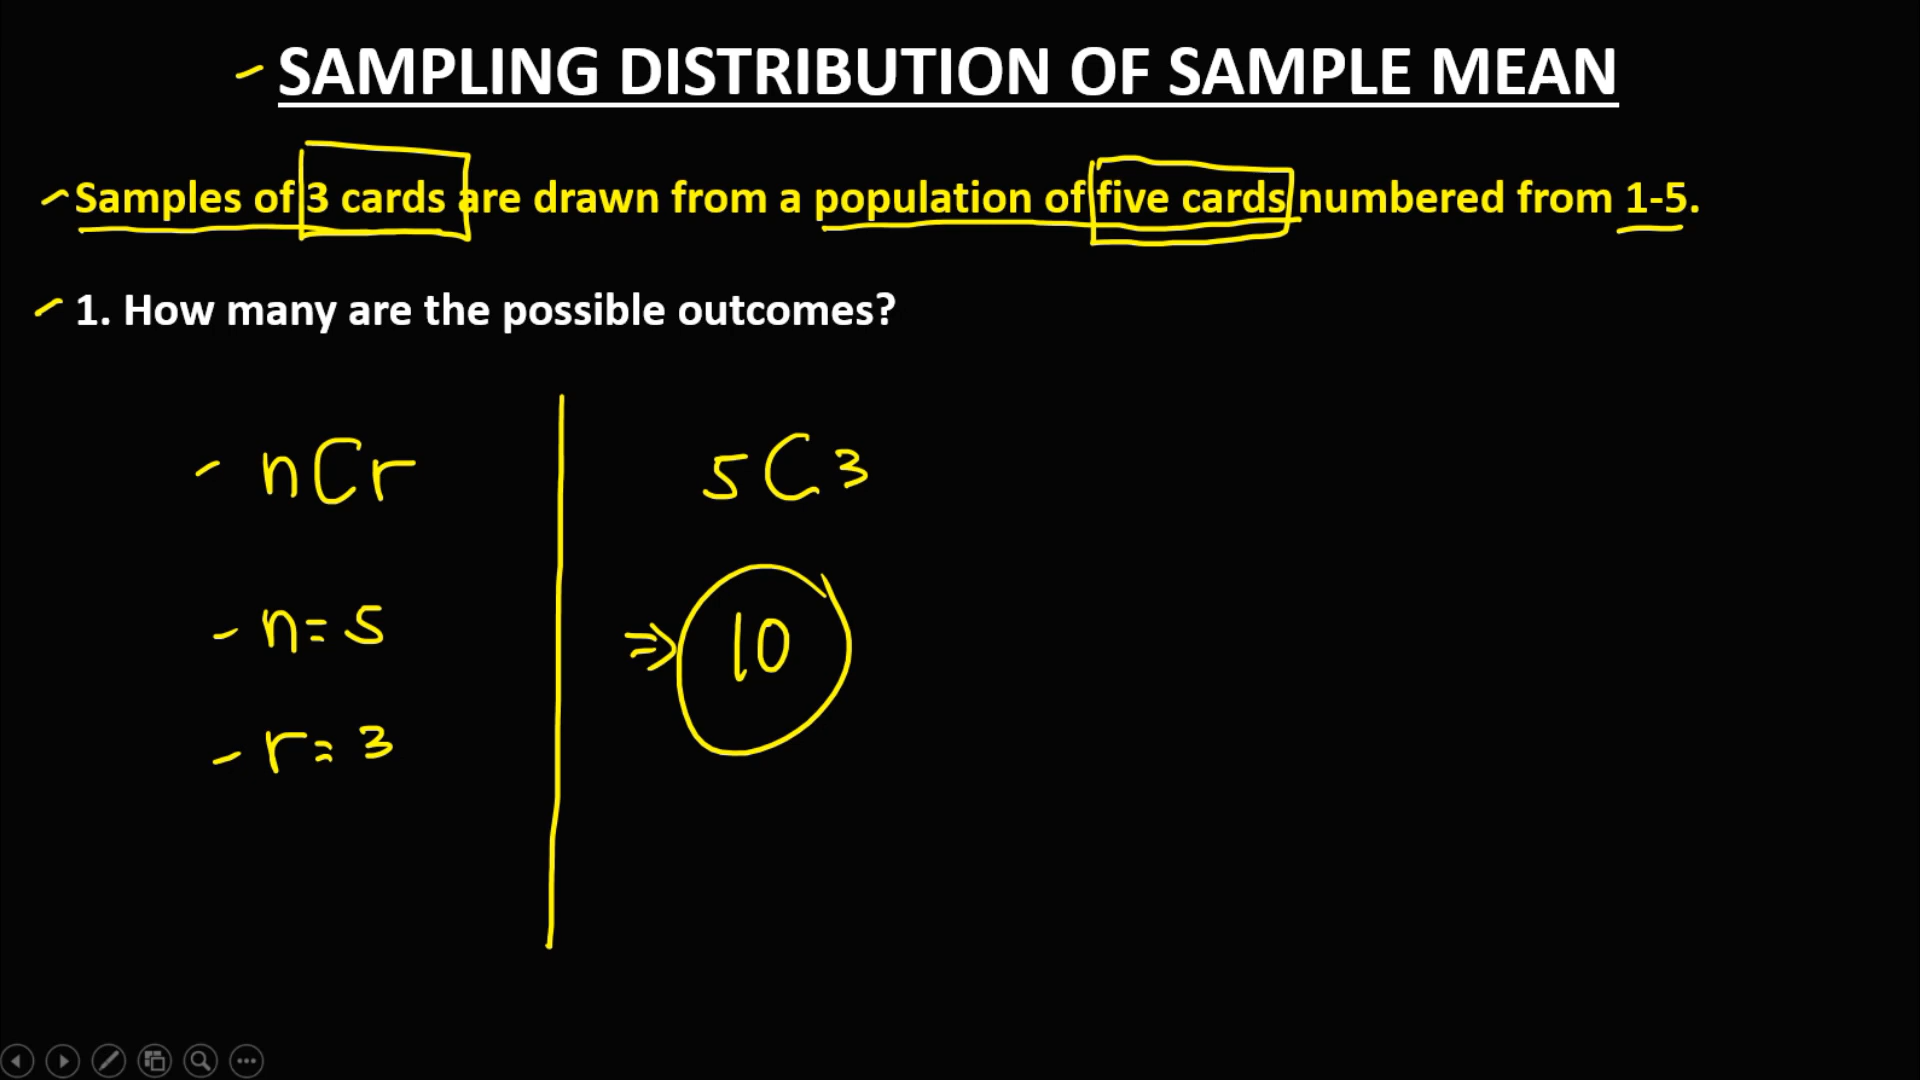 SAMPLING DISTRIBUTION OF SAMPLE MEAN
Samples of 3 cards are drawn from a population of five cards numbered from 1-5.
1. How many are the possible outcomes?
- nCr
5C3
- n=5
⇒ 10
- r=3